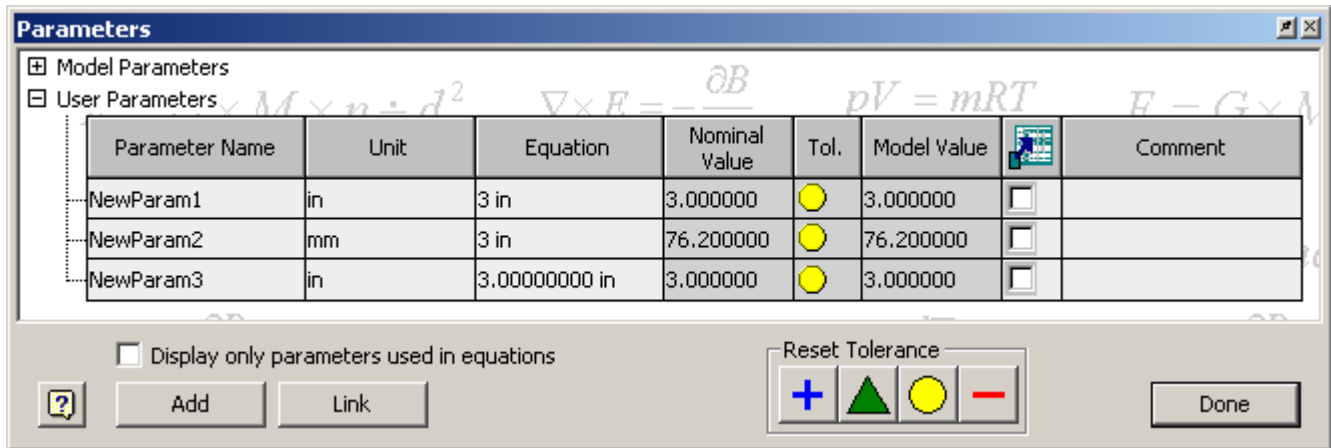 Parameters
Model Parameters
User Parameters
∇×E = −∂B
pV = mRT
Parameter Name Unit Equation Nominal Value Tol. Model Value Comment
NewParam1 in 3 in 3.000000 3.000000
NewParam2 mm 3 in 76.200000 76.200000
NewParam3 in 3.00000000 in 3.000000 3.000000
Display only parameters used in equations
Reset Tolerance
Add Link Done